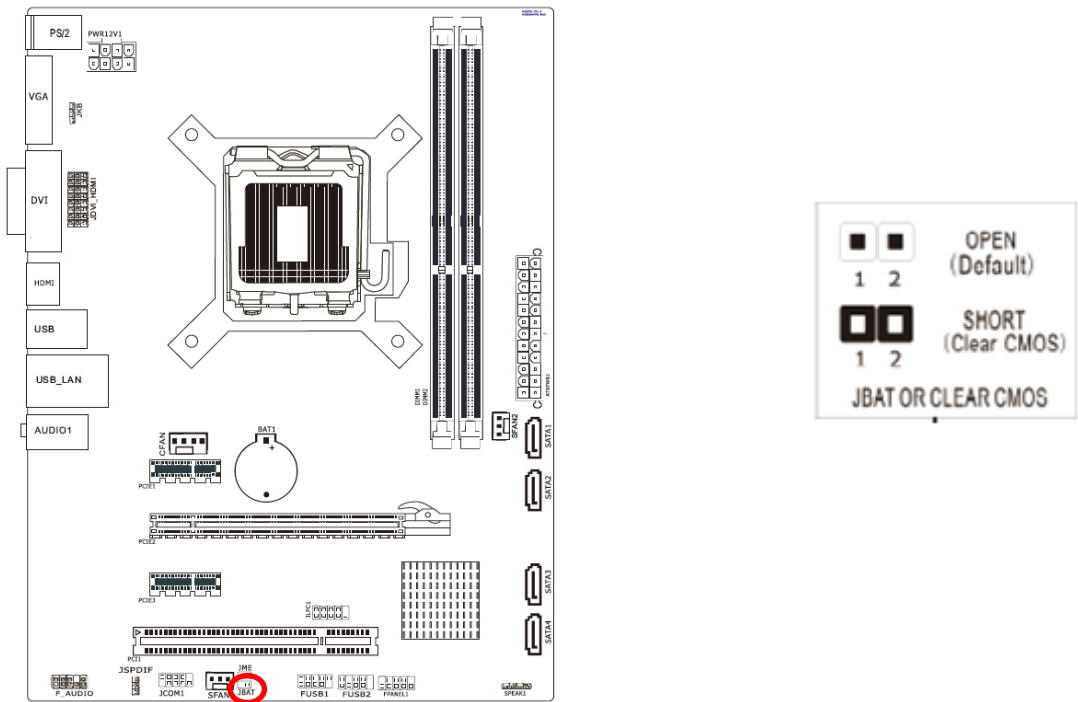 PS/2
PWR12V1
VGA
JKB
DVI
JDVI_HDMI
HDMI
USB
USB_LAN
AUDIO1
CFAN
BAT1
+
DIMM1
DIMM2
ATXPWR1
SFAN2
SATA1
SATA2
PCIE1
PCIE2
SATA3
PCIE3
JLPC1
SATA4
PCI1
JSPDIF
JME
F_AUDIO
JCOM1
SFAN
JBAT
FUSB1
FUSB2
FPANEL1
SPEAK1
OPEN
(Default)
1 2
SHORT
(Clear CMOS)
1 2
JBAT OR CLEAR CMOS